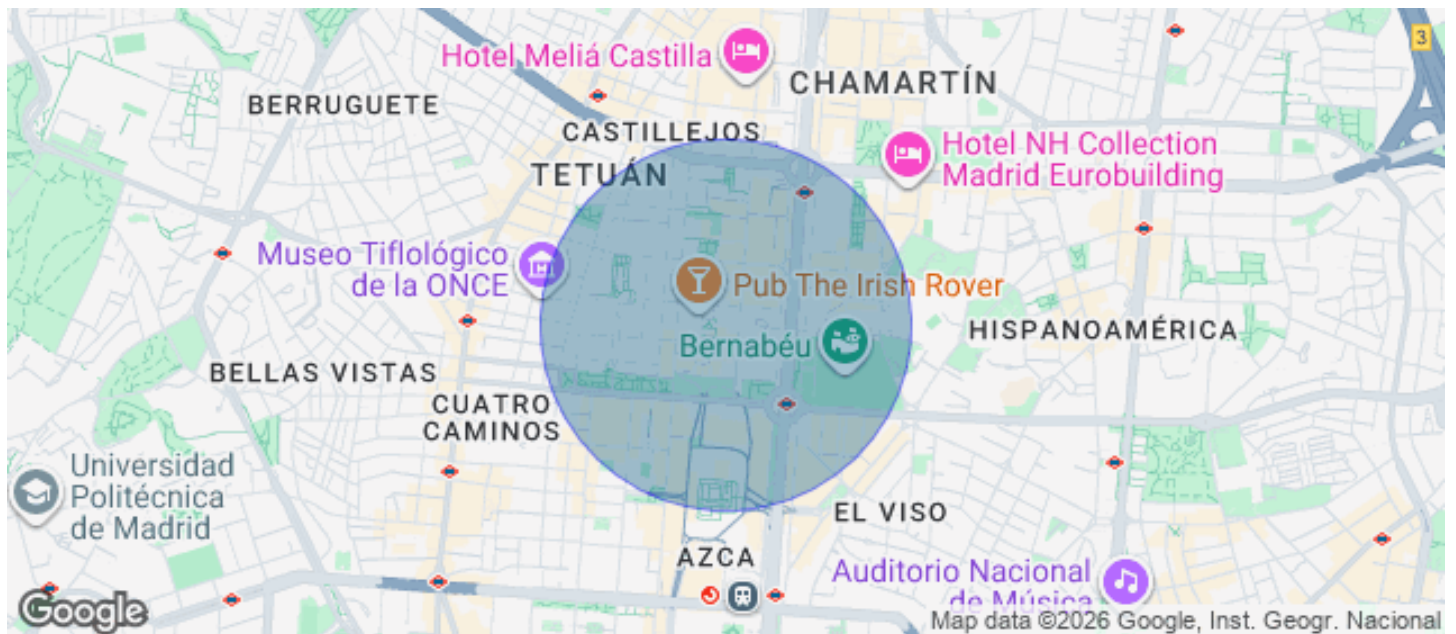 3
Hotel Meliá Castilla
CHAMARTÍN
BERRUGUETE
CASTILLEJOS
Hotel NH Collection
Madrid Eurobuilding
TETUÁN
Museo Tiflológico
de la ONCE
Pub The Irish Rover
Bernabéu
HISPANOAMÉRICA
BELLAS VISTAS
CUATRO
CAMINOS
Universidad
Politécnica
de Madrid
EL VISO
AZCA
Auditorio Nacional
de Música
Google
Map data ©2026 Google, Inst. Geogr. Nacional